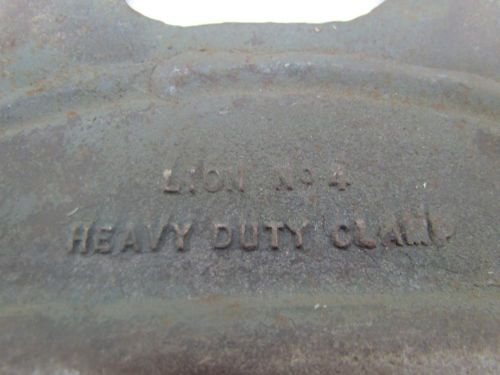 LION No 4
HEAVY DUTY CLAMP